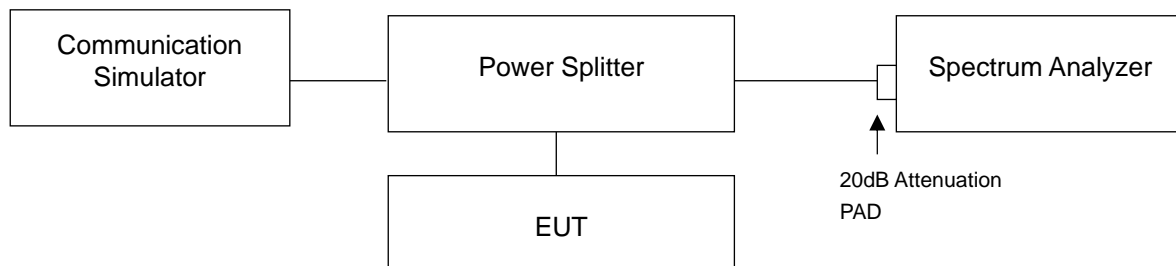 Communication
Simulator
Power Splitter
Spectrum Analyzer
20dB Attenuation
PAD
EUT